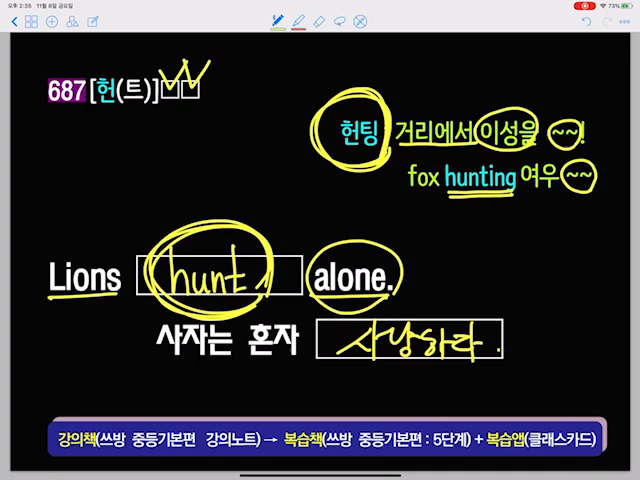 오후 2:35 11월 8일 금요일 73%
687 [헌(트)]
헌팅 거리에서 이성을 ~~!
fox hunting 여우 ~~
Lions hunt alone.
사자는 혼자 사냥하라.
강의책(쓰방 중등기본편 강의노트) → 복습책(쓰방 중등기본편 : 5단계) + 복습앱(클래스카드)